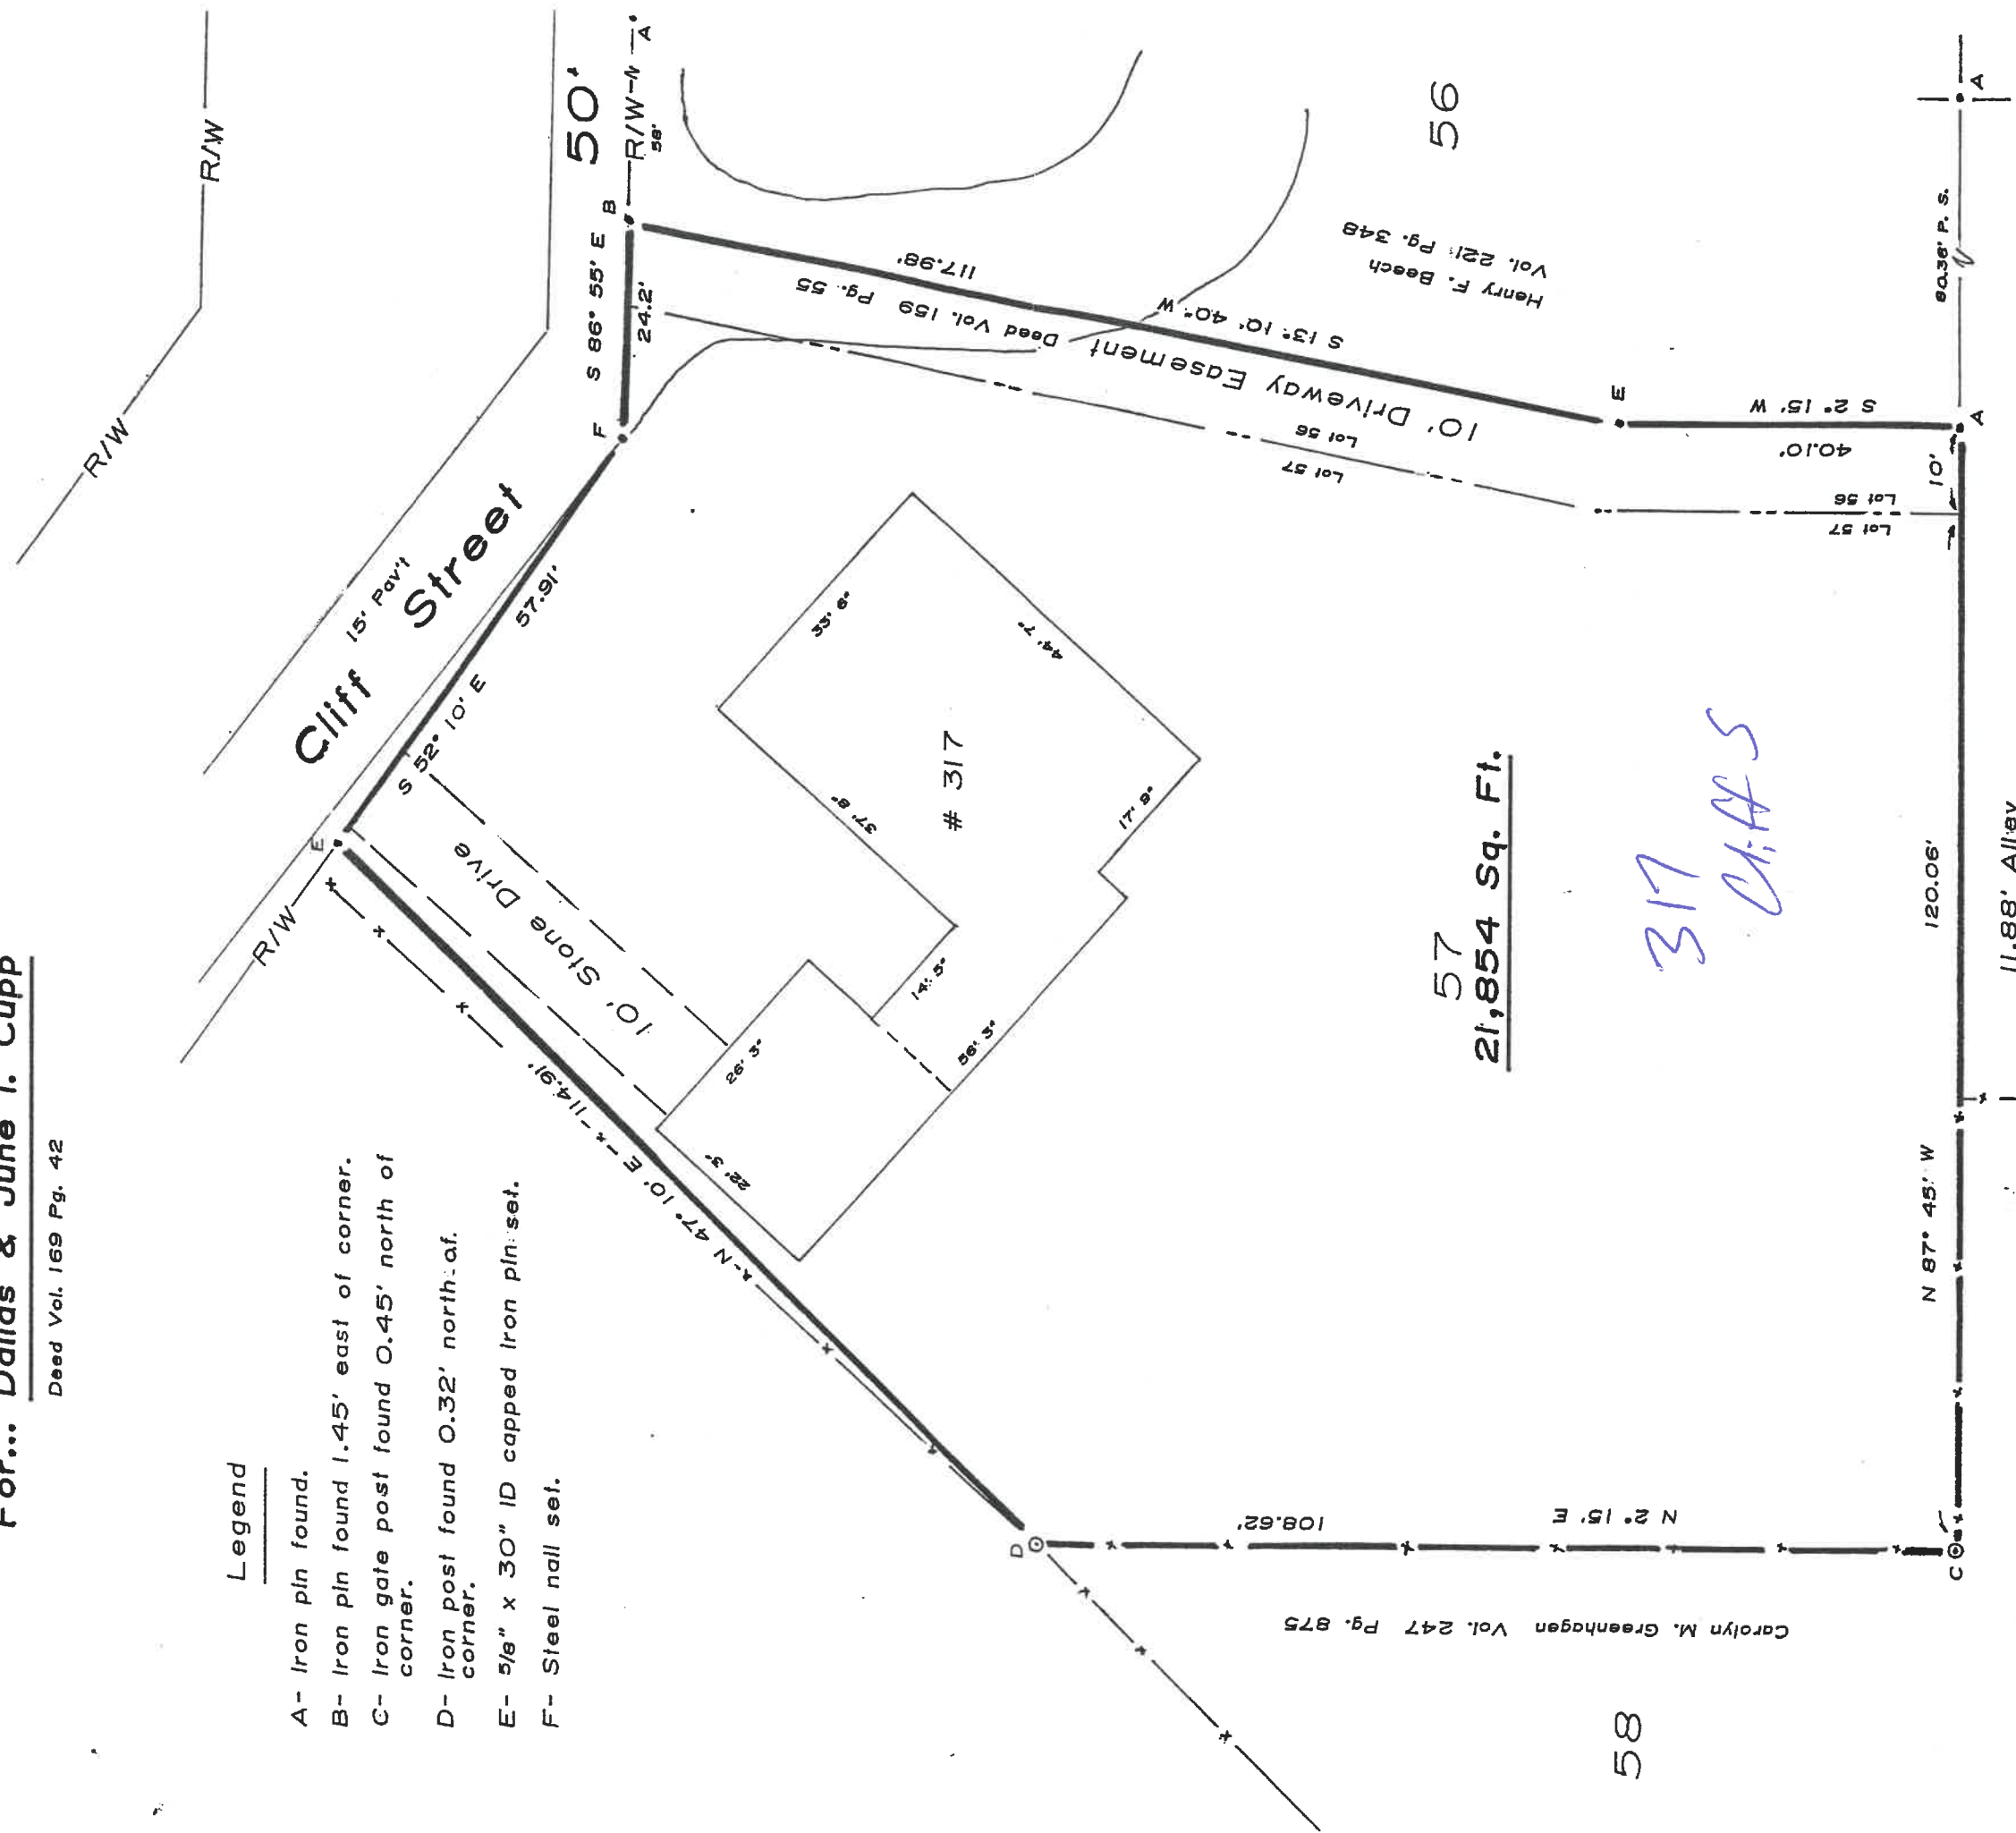 For... Dallas & June I. Cupp
Deed Vol. 169 Pg. 42
Legend
A- Iron pin found.
B- Iron pin found 1.45' east of corner.
C- Iron gate post found 0.45' north of
corner.
D- Iron post found 0.32' north of
corner.
E- 5/8" x 30" ID capped Iron pin set.
F- Steel nail set.
R/W
R/W
R/W
Cliff Street
15' Pav't
50'
R/W
58'
A
S 86° 55' E
24.2'
B
F
E
S 52° 10' E
57.91'
N 47° 10' E
114.91'
10' Stone Drive
26' 3"
22' 3"
14' 5"
56' 3"
37' 8"
33' 6"
44' 7"
17' 9"
# 317
10' Driveway Easement Deed Vol. 159 Pg. 55
117.98'
S 13° 10' 40" W
Lot 56
Lot 57
Henry F. Beech
Vol. 221 Pg. 348
56
E
S 2° 15' W
40.10'
Lot 56
Lot 57
10'
A
80.36' P. S.
A
57
21,854 Sq. Ft.
317
Cliff S
D
108.62'
N 2° 15' E
C
N 87° 45' W
120.06'
11.88' Alley
Carolyn M. Greenhagen Vol. 247 Pg. 875
58